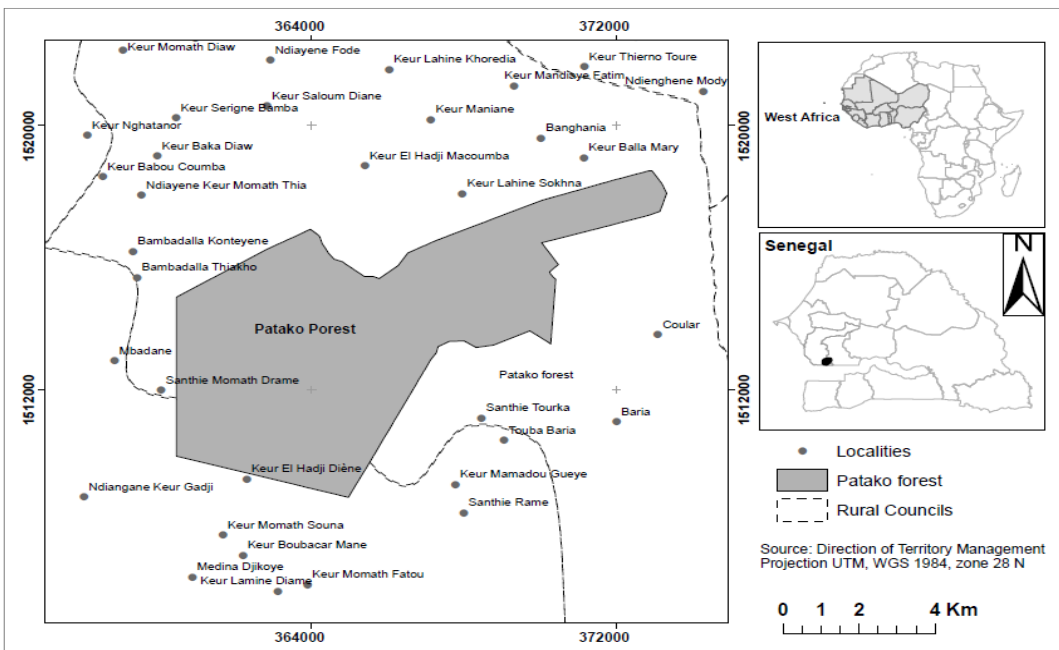 364000
372000
Keur Momath Diaw
Ndiayene Fode
Keur Lahine Khoredia
Keur Thierno Toure
Keur Mandiaye Fatim
Ndienghene Mody
Keur Saloum Diane
Keur Serigne Bamba
Keur Maniane
1620000
1620000
Keur Nghatanor
Banghania
Keur Baka Diaw
Keur El Hadji Macoumba
Keur Balla Mary
Keur Babou Coumba
Ndiayene Keur Momath Thia
Keur Lahine Sokhna
Bambadalla Konteyene
Bambadalla Thiakho
Patako Porest
Coular
Mbadane
Patako forest
Santhie Momath Drame
1512000
1512000
Santhie Tourka
Baria
Touba Baria
Keur El Hadji Diène
Keur Mamadou Gueye
Ndiangane Keur Gadji
Santhie Rame
Keur Momath Souna
Keur Boubacar Mane
Medina Djikoye
Keur Momath Fatou
Keur Lamine Diame
364000
372000
West Africa
Senegal
N
Localities
Patako forest
Rural Councils
Source: Direction of Territory Management
Projection UTM, WGS 1984, zone 28 N
0 1 2 4 Km